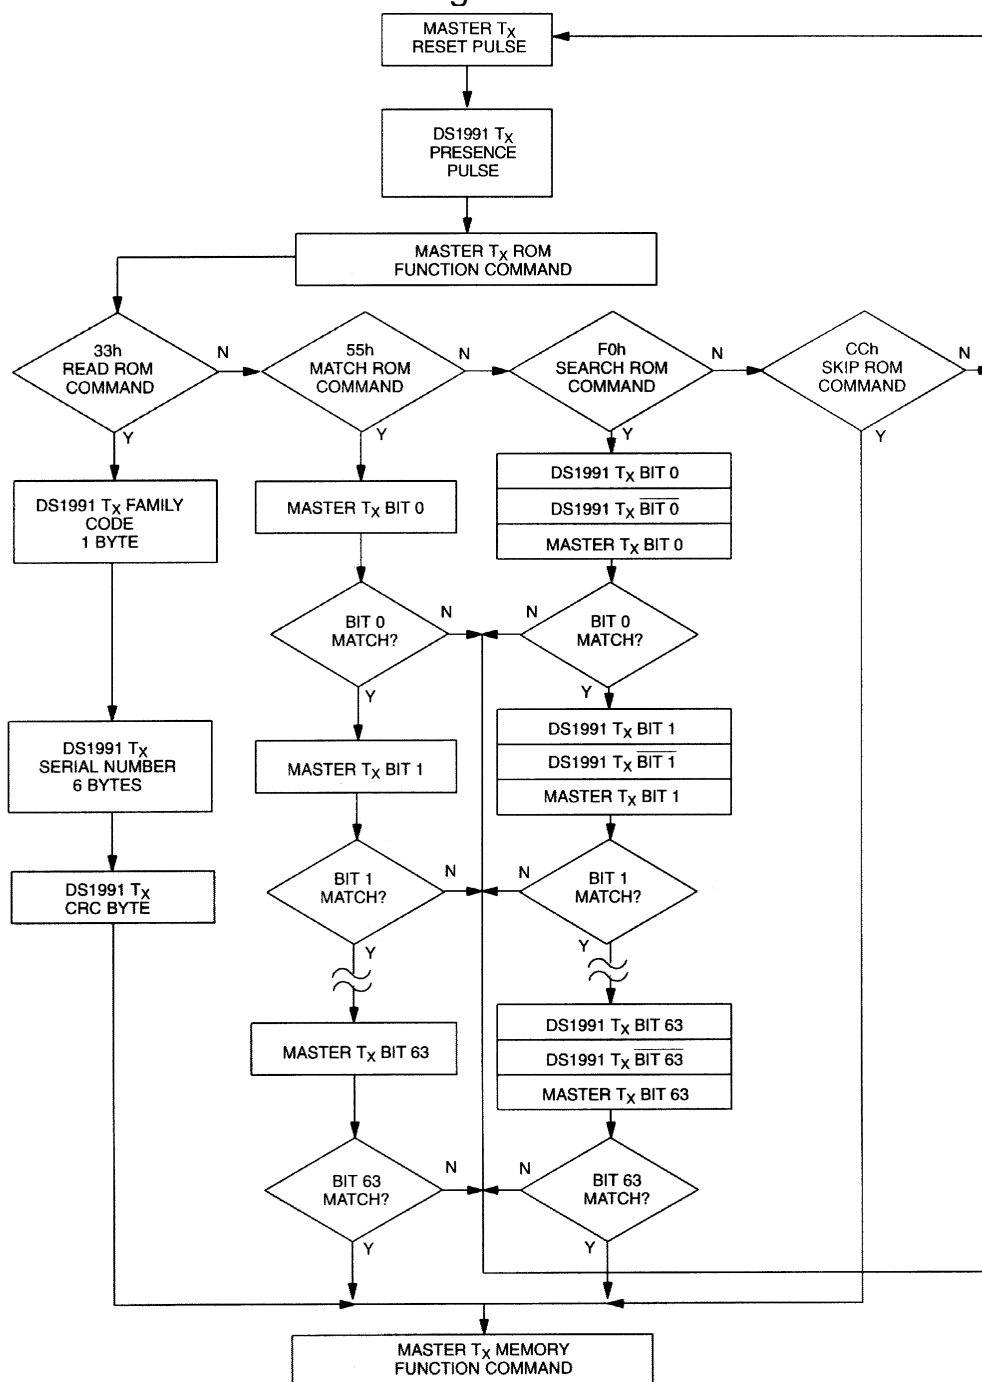 MASTER TX
RESET PULSE
DS1991 TX
PRESENCE
PULSE
MASTER TX ROM
FUNCTION COMMAND
33h
READ ROM
COMMAND
N
Y
55h
MATCH ROM
COMMAND
N
Y
F0h
SEARCH ROM
COMMAND
N
Y
CCh
SKIP ROM
COMMAND
N
Y
DS1991 TX FAMILY
CODE
1 BYTE
DS1991 TX
SERIAL NUMBER
6 BYTES
DS1991 TX
CRC BYTE
MASTER TX BIT 0
BIT 0
MATCH?
N
Y
MASTER TX BIT 1
BIT 1
MATCH?
N
Y
MASTER TX BIT 63
BIT 63
MATCH?
N
Y
DS1991 TX BIT 0
DS1991 TX BIT 0
MASTER TX BIT 0
BIT 0
MATCH?
N
Y
DS1991 TX BIT 1
DS1991 TX BIT 1
MASTER TX BIT 1
BIT 1
MATCH?
N
Y
DS1991 TX BIT 63
DS1991 TX BIT 63
MASTER TX BIT 63
BIT 63
MATCH?
N
Y
MASTER TX MEMORY
FUNCTION COMMAND